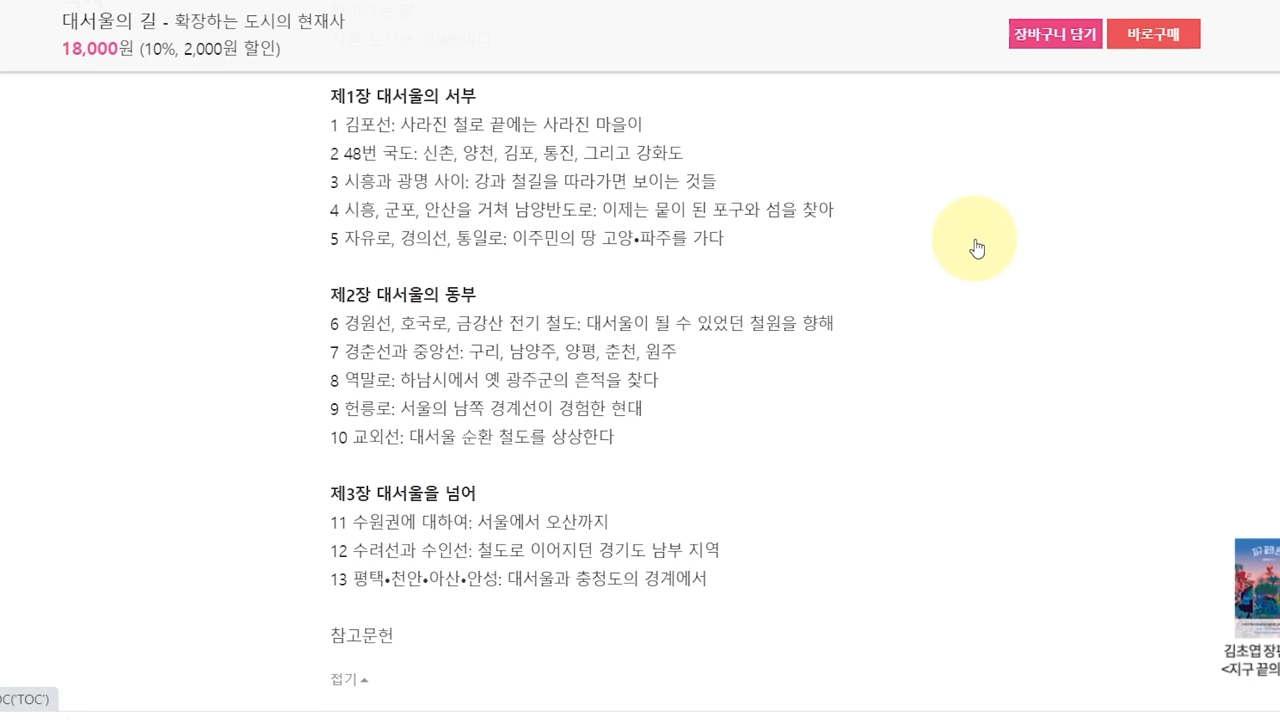 대서울의 길 - 확장하는 도시의 현재사
18,000원 (10%, 2,000원 할인)
장바구니 담기
바로구매
제1장 대서울의 서부
1 김포선: 사라진 철로 끝에는 사라진 마을이
2 48번 국도: 신촌, 양천, 김포, 통진, 그리고 강화도
3 시흥과 광명 사이: 강과 철길을 따라가면 보이는 것들
4 시흥, 군포, 안산을 거쳐 남양반도로: 이제는 뭍이 된 포구와 섬을 찾아
5 자유로, 경의선, 통일로: 이주민의 땅 고양•파주를 가다
제2장 대서울의 동부
6 경원선, 호국로, 금강산 전기 철도: 대서울이 될 수 있었던 철원을 향해
7 경춘선과 중앙선: 구리, 남양주, 양평, 춘천, 원주
8 역말로: 하남시에서 옛 광주군의 흔적을 찾다
9 헌릉로: 서울의 남쪽 경계선이 경험한 현대
10 교외선: 대서울 순환 철도를 상상한다
제3장 대서울을 넘어
11 수원권에 대하여: 서울에서 오산까지
12 수려선과 수인선: 철도로 이어지던 경기도 남부 지역
13 평택•천안•아산•안성: 대서울과 충청도의 경계에서
참고문헌
접기
김초엽 장편
<지구 끝의
OC('TOC')